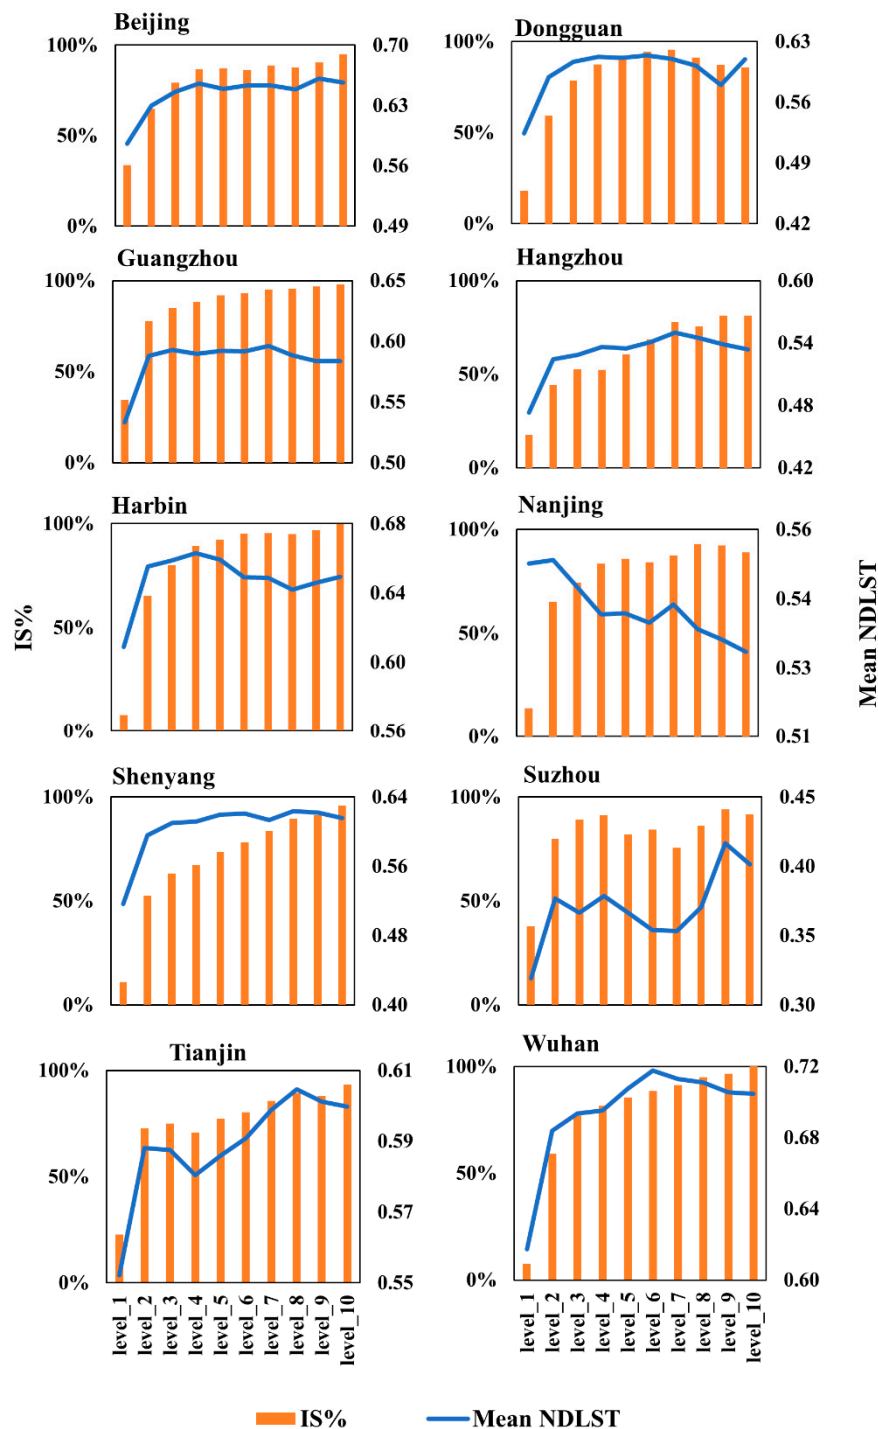 Beijing
Dongguan
100%
50%
0%
0.70
0.63
0.56
0.49
100%
50%
0%
0.63
0.56
0.49
0.42
Guangzhou
Hangzhou
100%
50%
0%
0.65
0.60
0.55
0.50
100%
50%
0%
0.60
0.54
0.48
0.42
Harbin
Nanjing
100%
50%
0%
0.68
0.64
0.60
0.56
100%
50%
0%
0.56
0.54
0.53
0.51
IS%
Mean NDLST
Shenyang
Suzhou
100%
50%
0%
0.64
0.56
0.48
0.40
100%
50%
0%
0.45
0.40
0.35
0.30
Tianjin
Wuhan
100%
50%
0%
0.61
0.59
0.57
0.55
100%
50%
0%
0.72
0.68
0.64
0.60
level_1
level_2
level_3
level_4
level_5
level_6
level_7
level_8
level_9
level_10
level_1
level_2
level_3
level_4
level_5
level_6
level_7
level_8
level_9
level_10
IS%
Mean NDLST